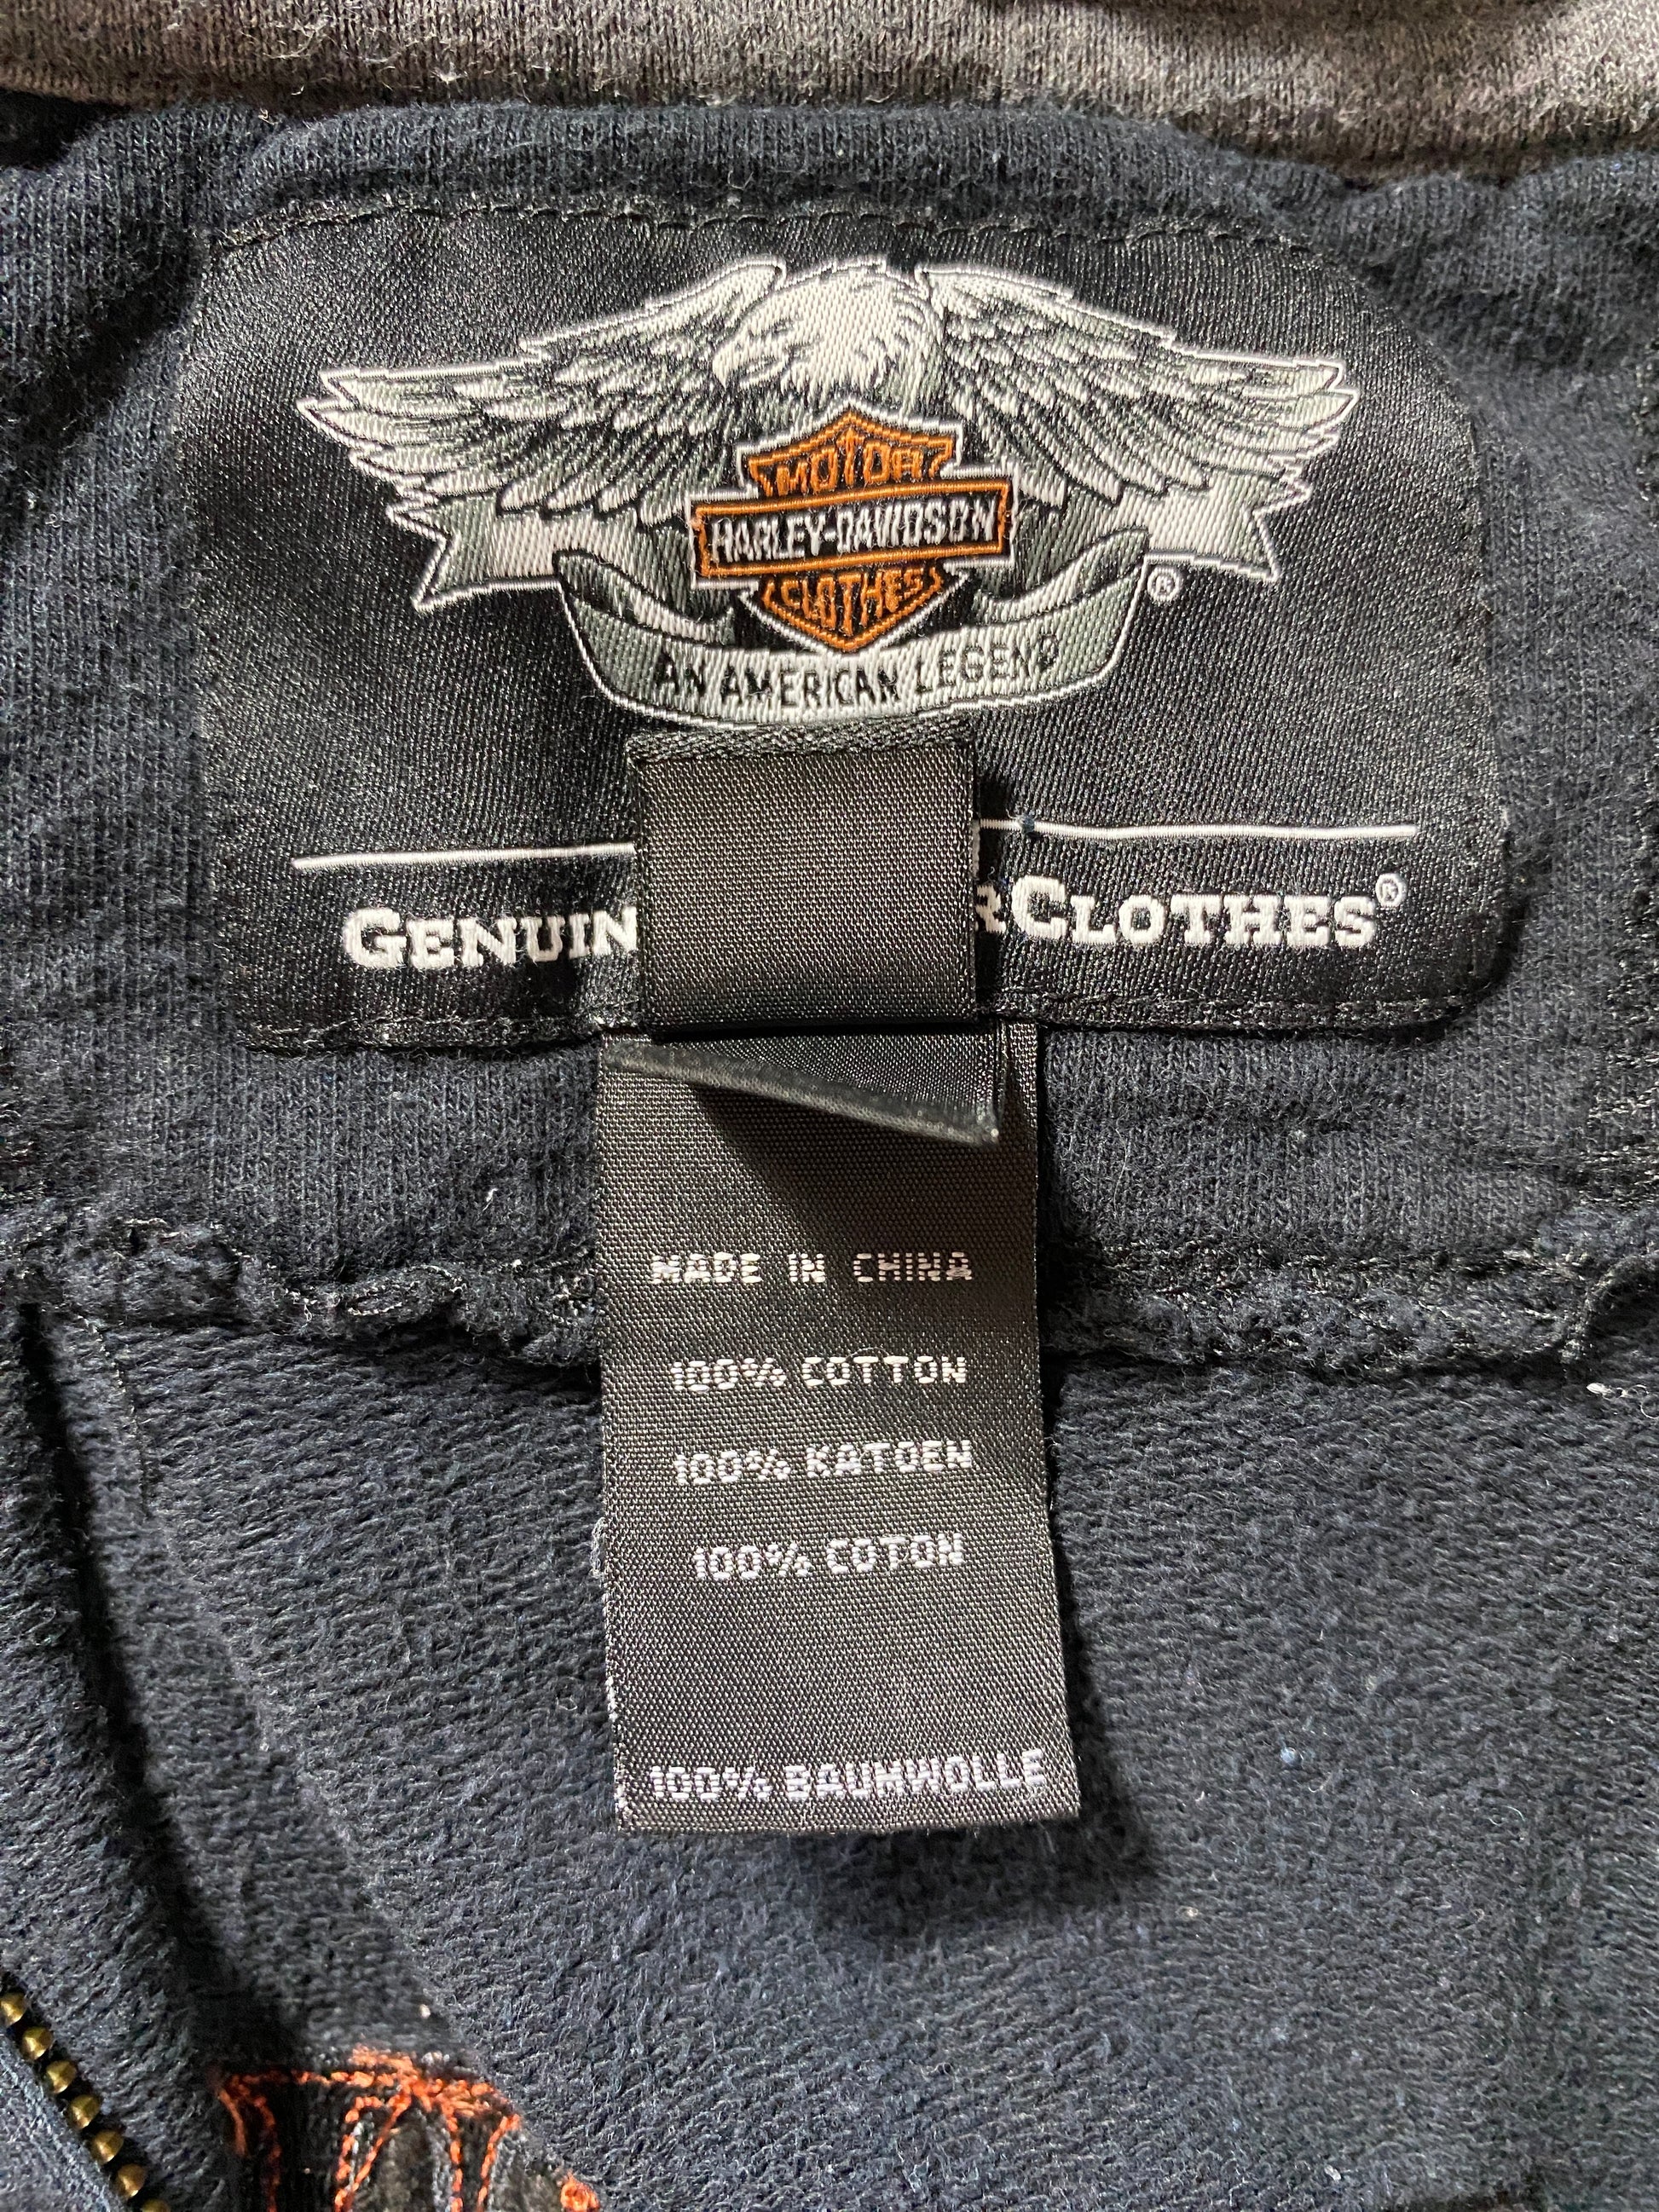 MOTOR
HARLEY-DAVIDSON
CLOTHES
®
AN AMERICAN LEGEND
GENUIN RCLOTHES®
MADE IN CHINA
100% COTTON
100% KATOEN
100% COTON
100% BAUMWOLLE